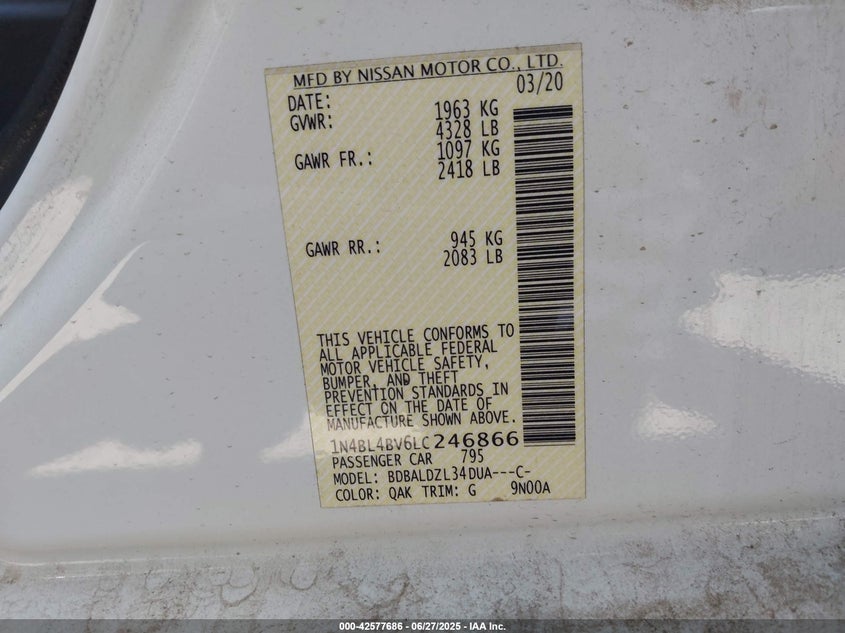 MFD BY NISSAN MOTOR CO., LTD.
DATE: 03/20
GVWR: 1963 KG
4328 LB
GAWR FR.: 1097 KG
2418 LB
GAWR RR.: 945 KG
2083 LB
THIS VEHICLE CONFORMS TO
ALL APPLICABLE FEDERAL
MOTOR VEHICLE SAFETY,
BUMPER, AND THEFT
PREVENTION STANDARDS IN
EFFECT ON THE DATE OF
MANUFACTURE SHOWN ABOVE.
1N4BL4BV6LC246866
PASSENGER CAR 795
MODEL: BDBALDZL34DUA---C-
COLOR: QAK TRIM: G 9N00A
000-42577686 - 06/27/2025 - IAA Inc.